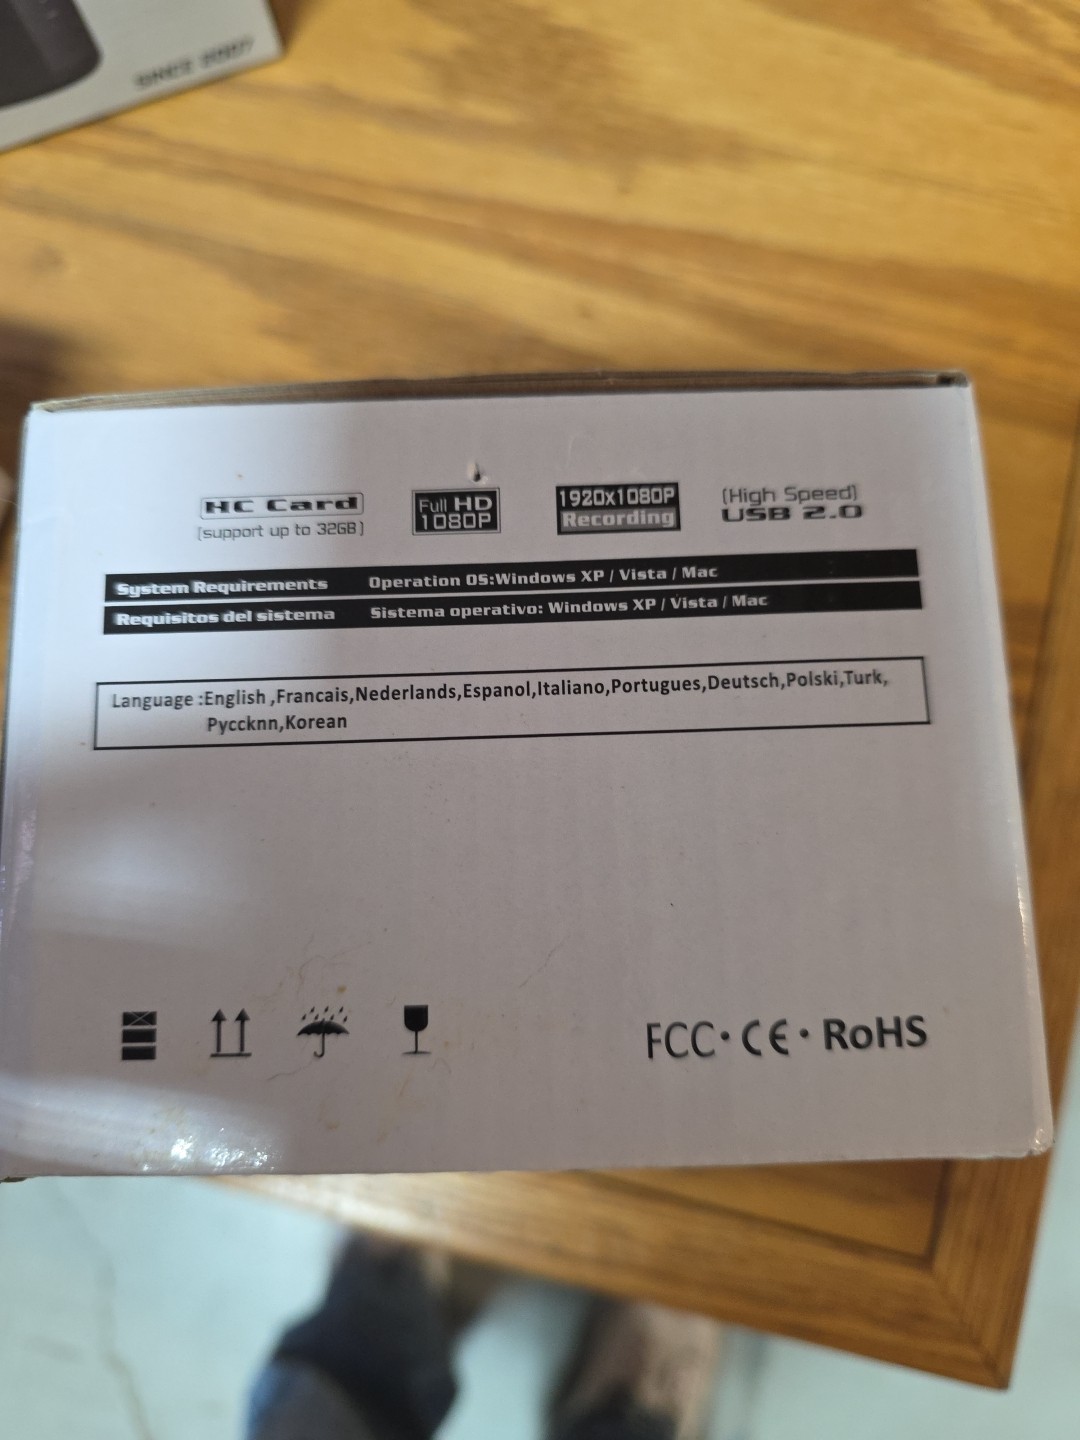 SINCE 2007
HC Card
(support up to 32GB)
Full HD
1080P
1920x1080P
Recording
(High Speed)
USB 2.0
System Requirements Operation OS:Windows XP / Vista / Mac
Requisitos del sistema Sistema operativo: Windows XP / Vista / Mac
Language :English ,Francais,Nederlands,Espanol,Italiano,Portugues,Deutsch,Polski,Turk,
Pyccknn,Korean
FCC· CE · RoHS